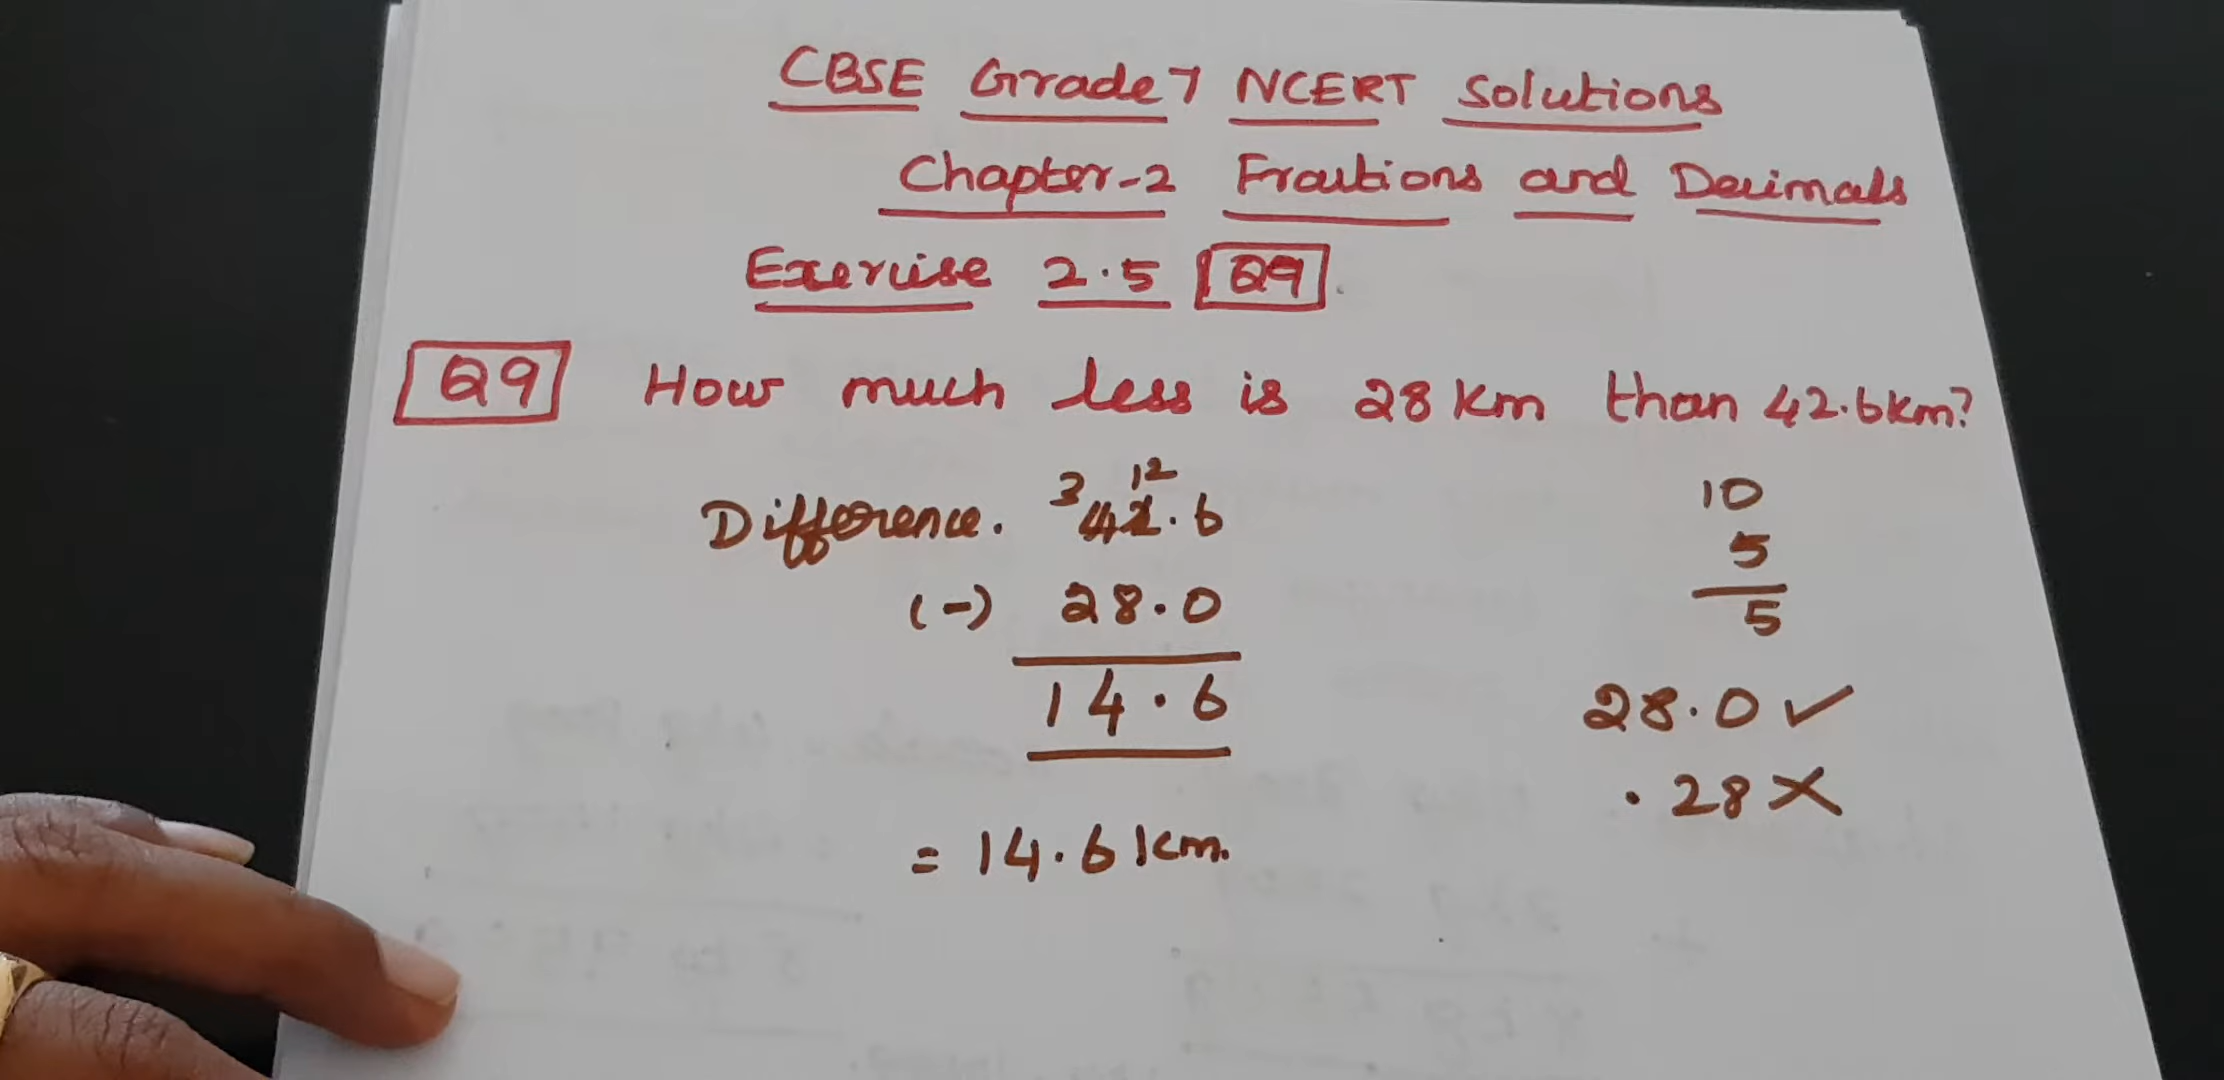 CBSE Grade 7 NCERT Solutions
Chapter-2 Fractions and Decimals
Exercise 2.5 Q9
Q9 How much less is 28 km than 42.6 km?
3 12
Difference. 42.6
(-) 28.0
14.6
= 14.6 km.
10
5
5
28.0 ✓
.28 ✗